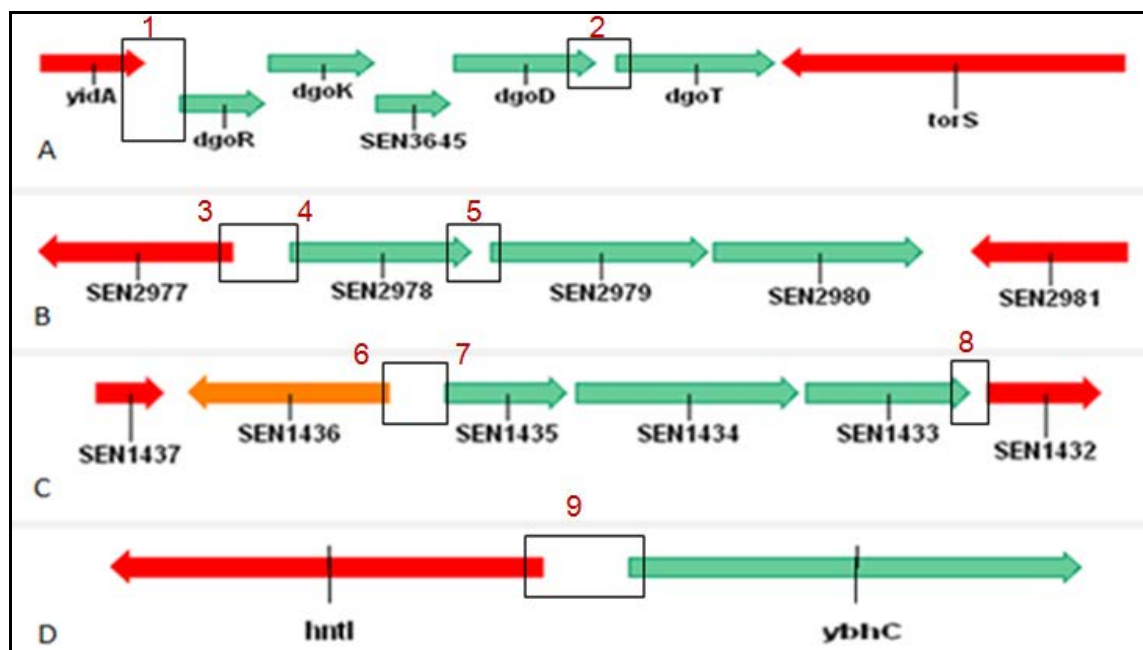 1 2
yidA dgoK dgoD dgoT
dgoR SEN3645 torS
A
3 4 5
SEN2977 SEN2978 SEN2979 SEN2980 SEN2981
B
6 7 8
SEN1437 SEN1436 SEN1435 SEN1434 SEN1433 SEN1432
C
9
hntl ybhC
D